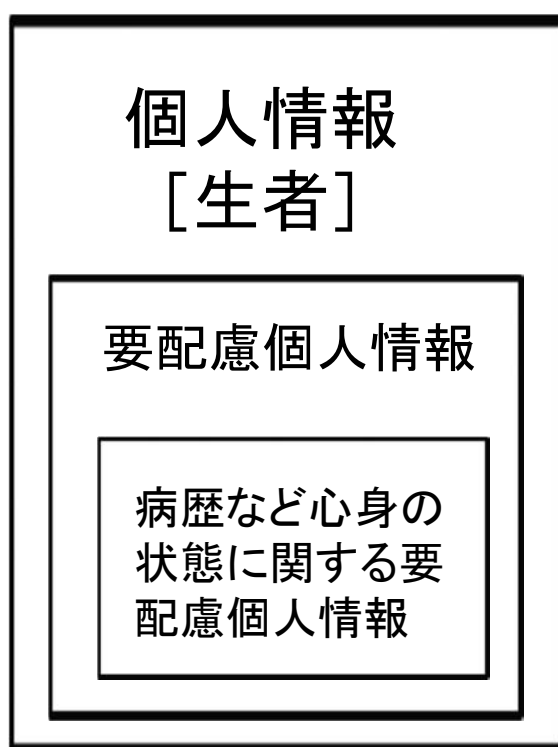 個人情報
[生者]
要配慮個人情報
病歴など心身の
状態に関する要
配慮個人情報